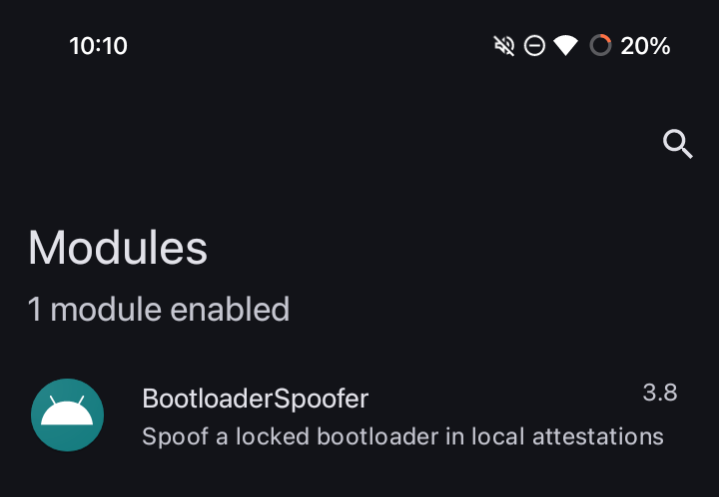 10:10 20%
Modules
1 module enabled
BootloaderSpoofer 3.8
Spoof a locked bootloader in local attestations